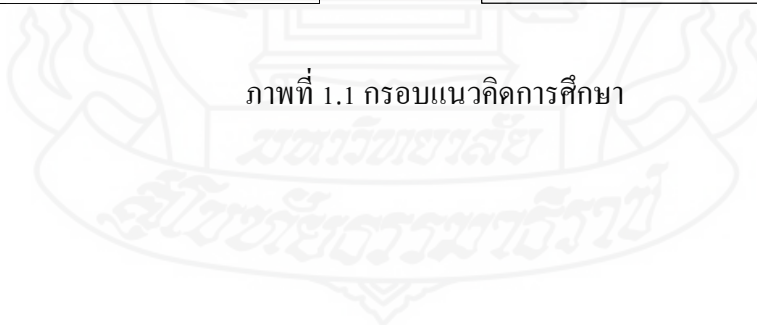 ภาพที่ 1.1 กรอบแนวคิดการศึกษา
มหาวิทยาลัย
สุโขทัยธรรมาธิราช